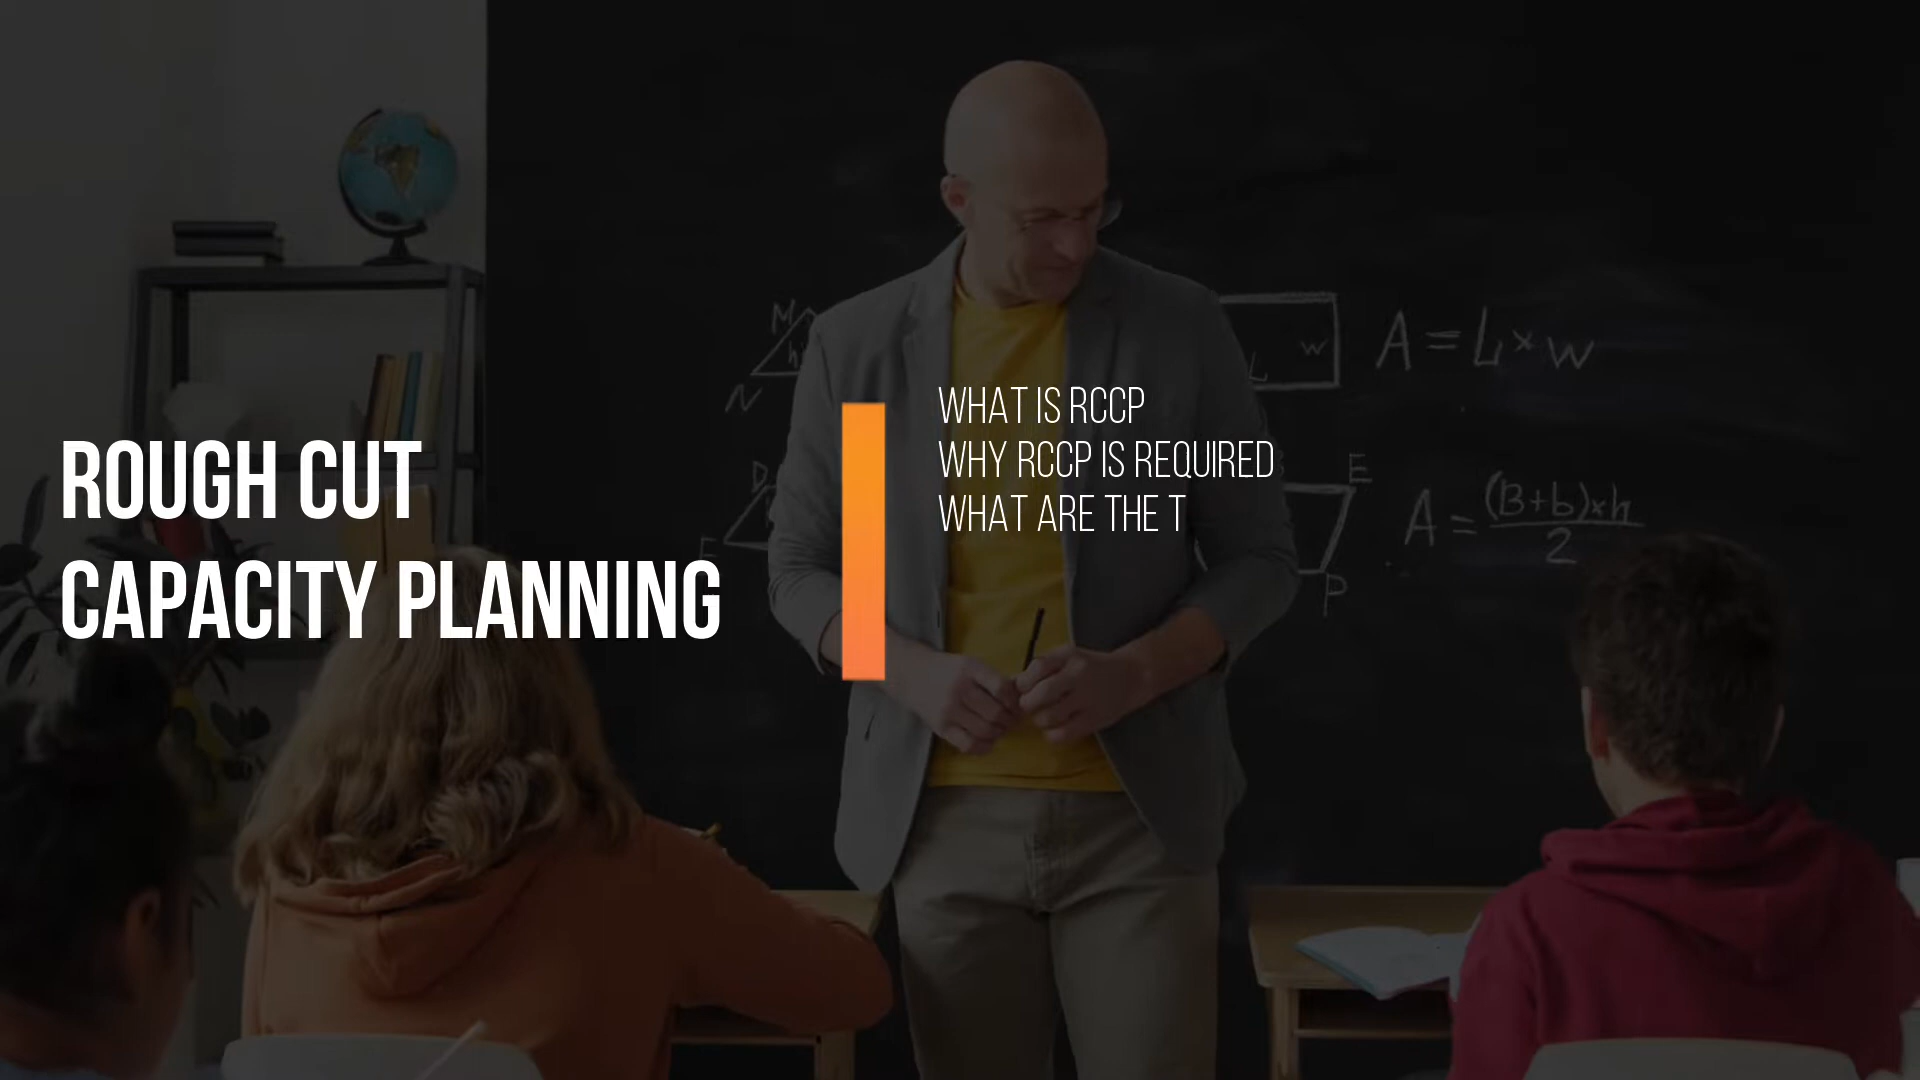 ROUGH CUT
CAPACITY PLANNING
WHAT IS RCCP
WHY RCCP IS REQUIRED
WHAT ARE THE T
M
h
N
L
w
A = L × w
D
E
F
P
A = (B+b)×h
2